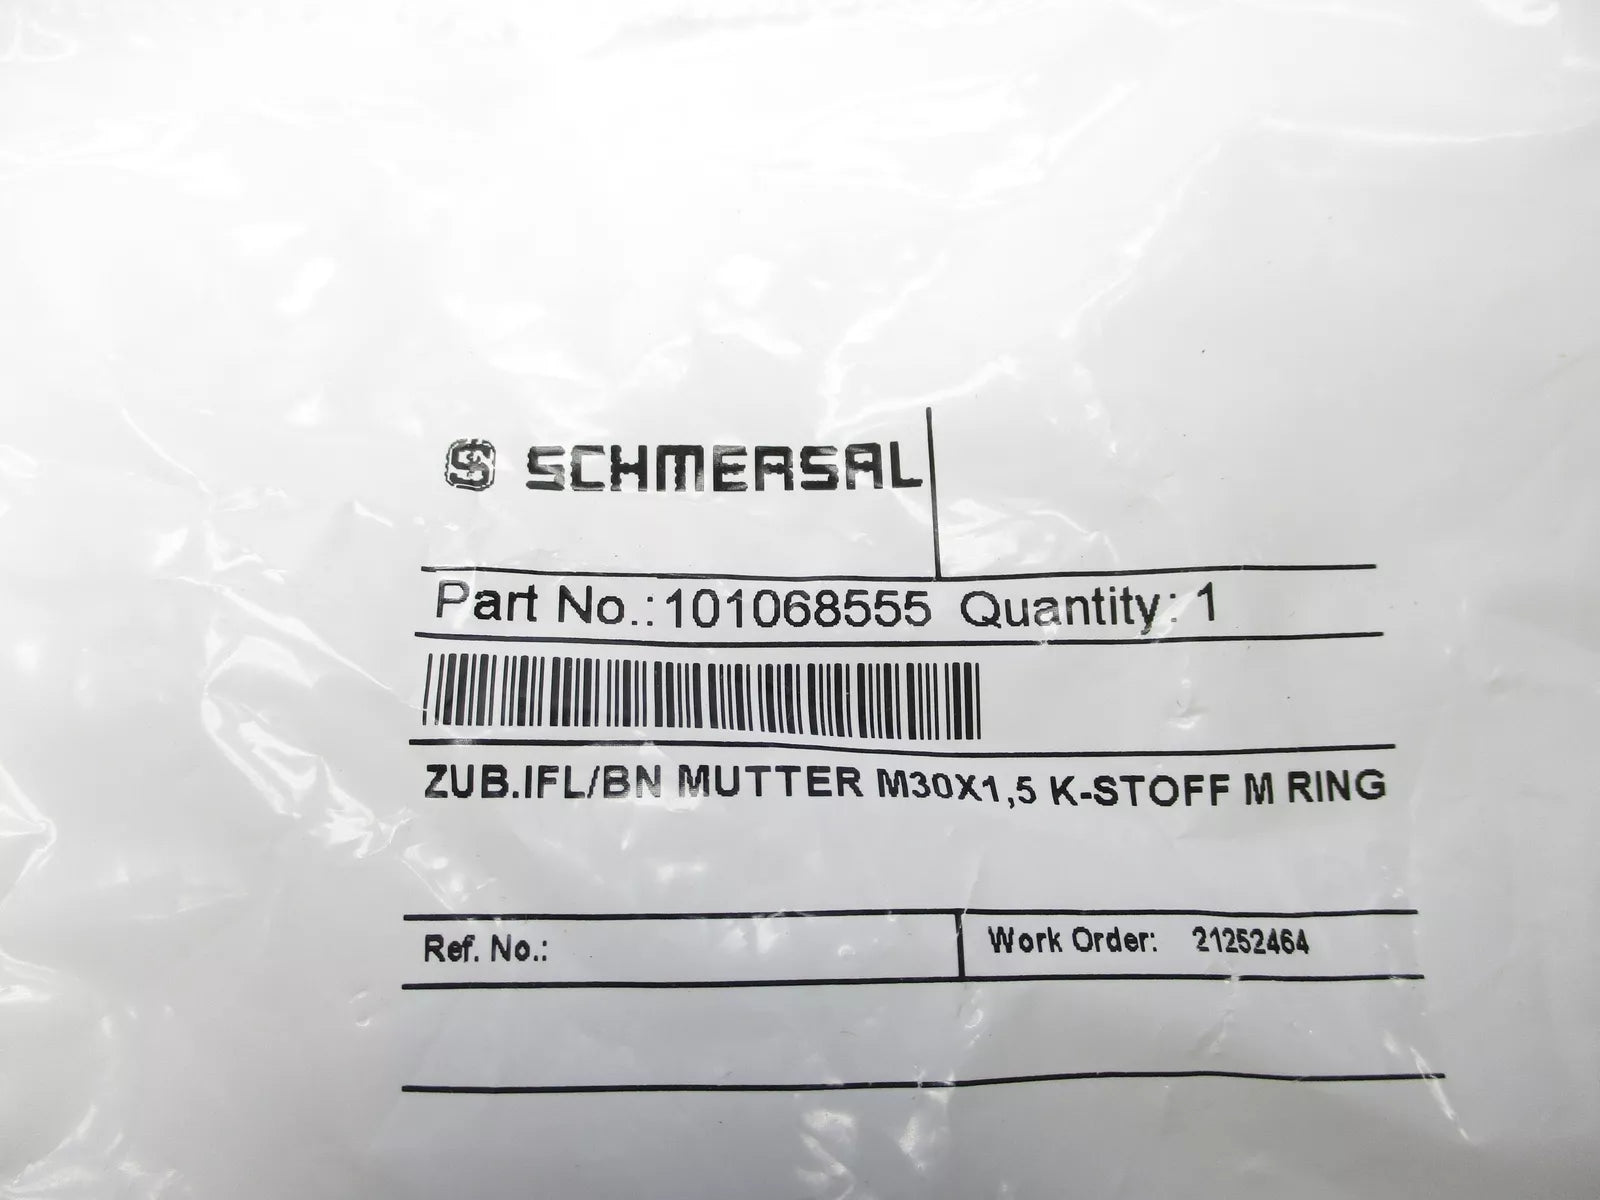 S SCHMERSAL
Part No.:101068555 Quantity: 1
ZUB.IFL/BN MUTTER M30X1,5 K-STOFF M RING
Ref. No.: Work Order: 21252464